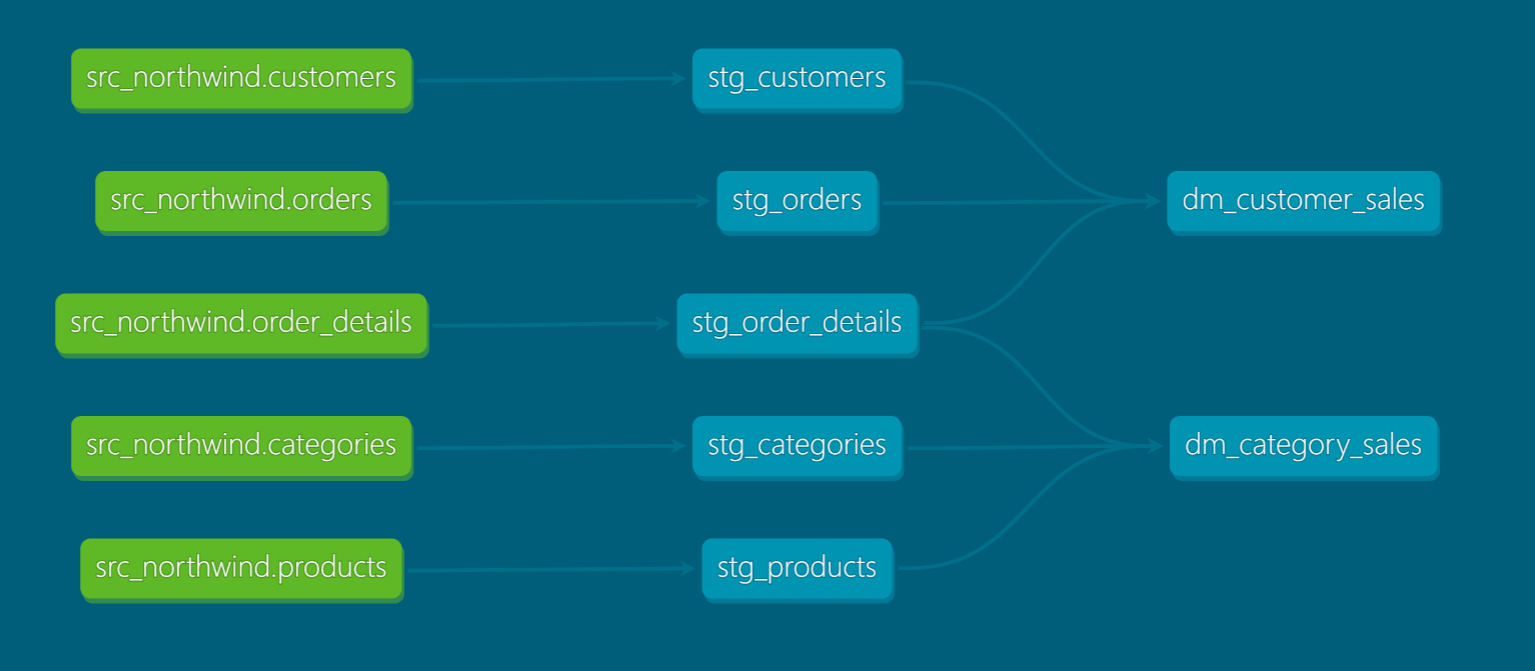 src_northwind.customers
stg_customers
src_northwind.orders
stg_orders
dm_customer_sales
src_northwind.order_details
stg_order_details
src_northwind.categories
stg_categories
dm_category_sales
src_northwind.products
stg_products